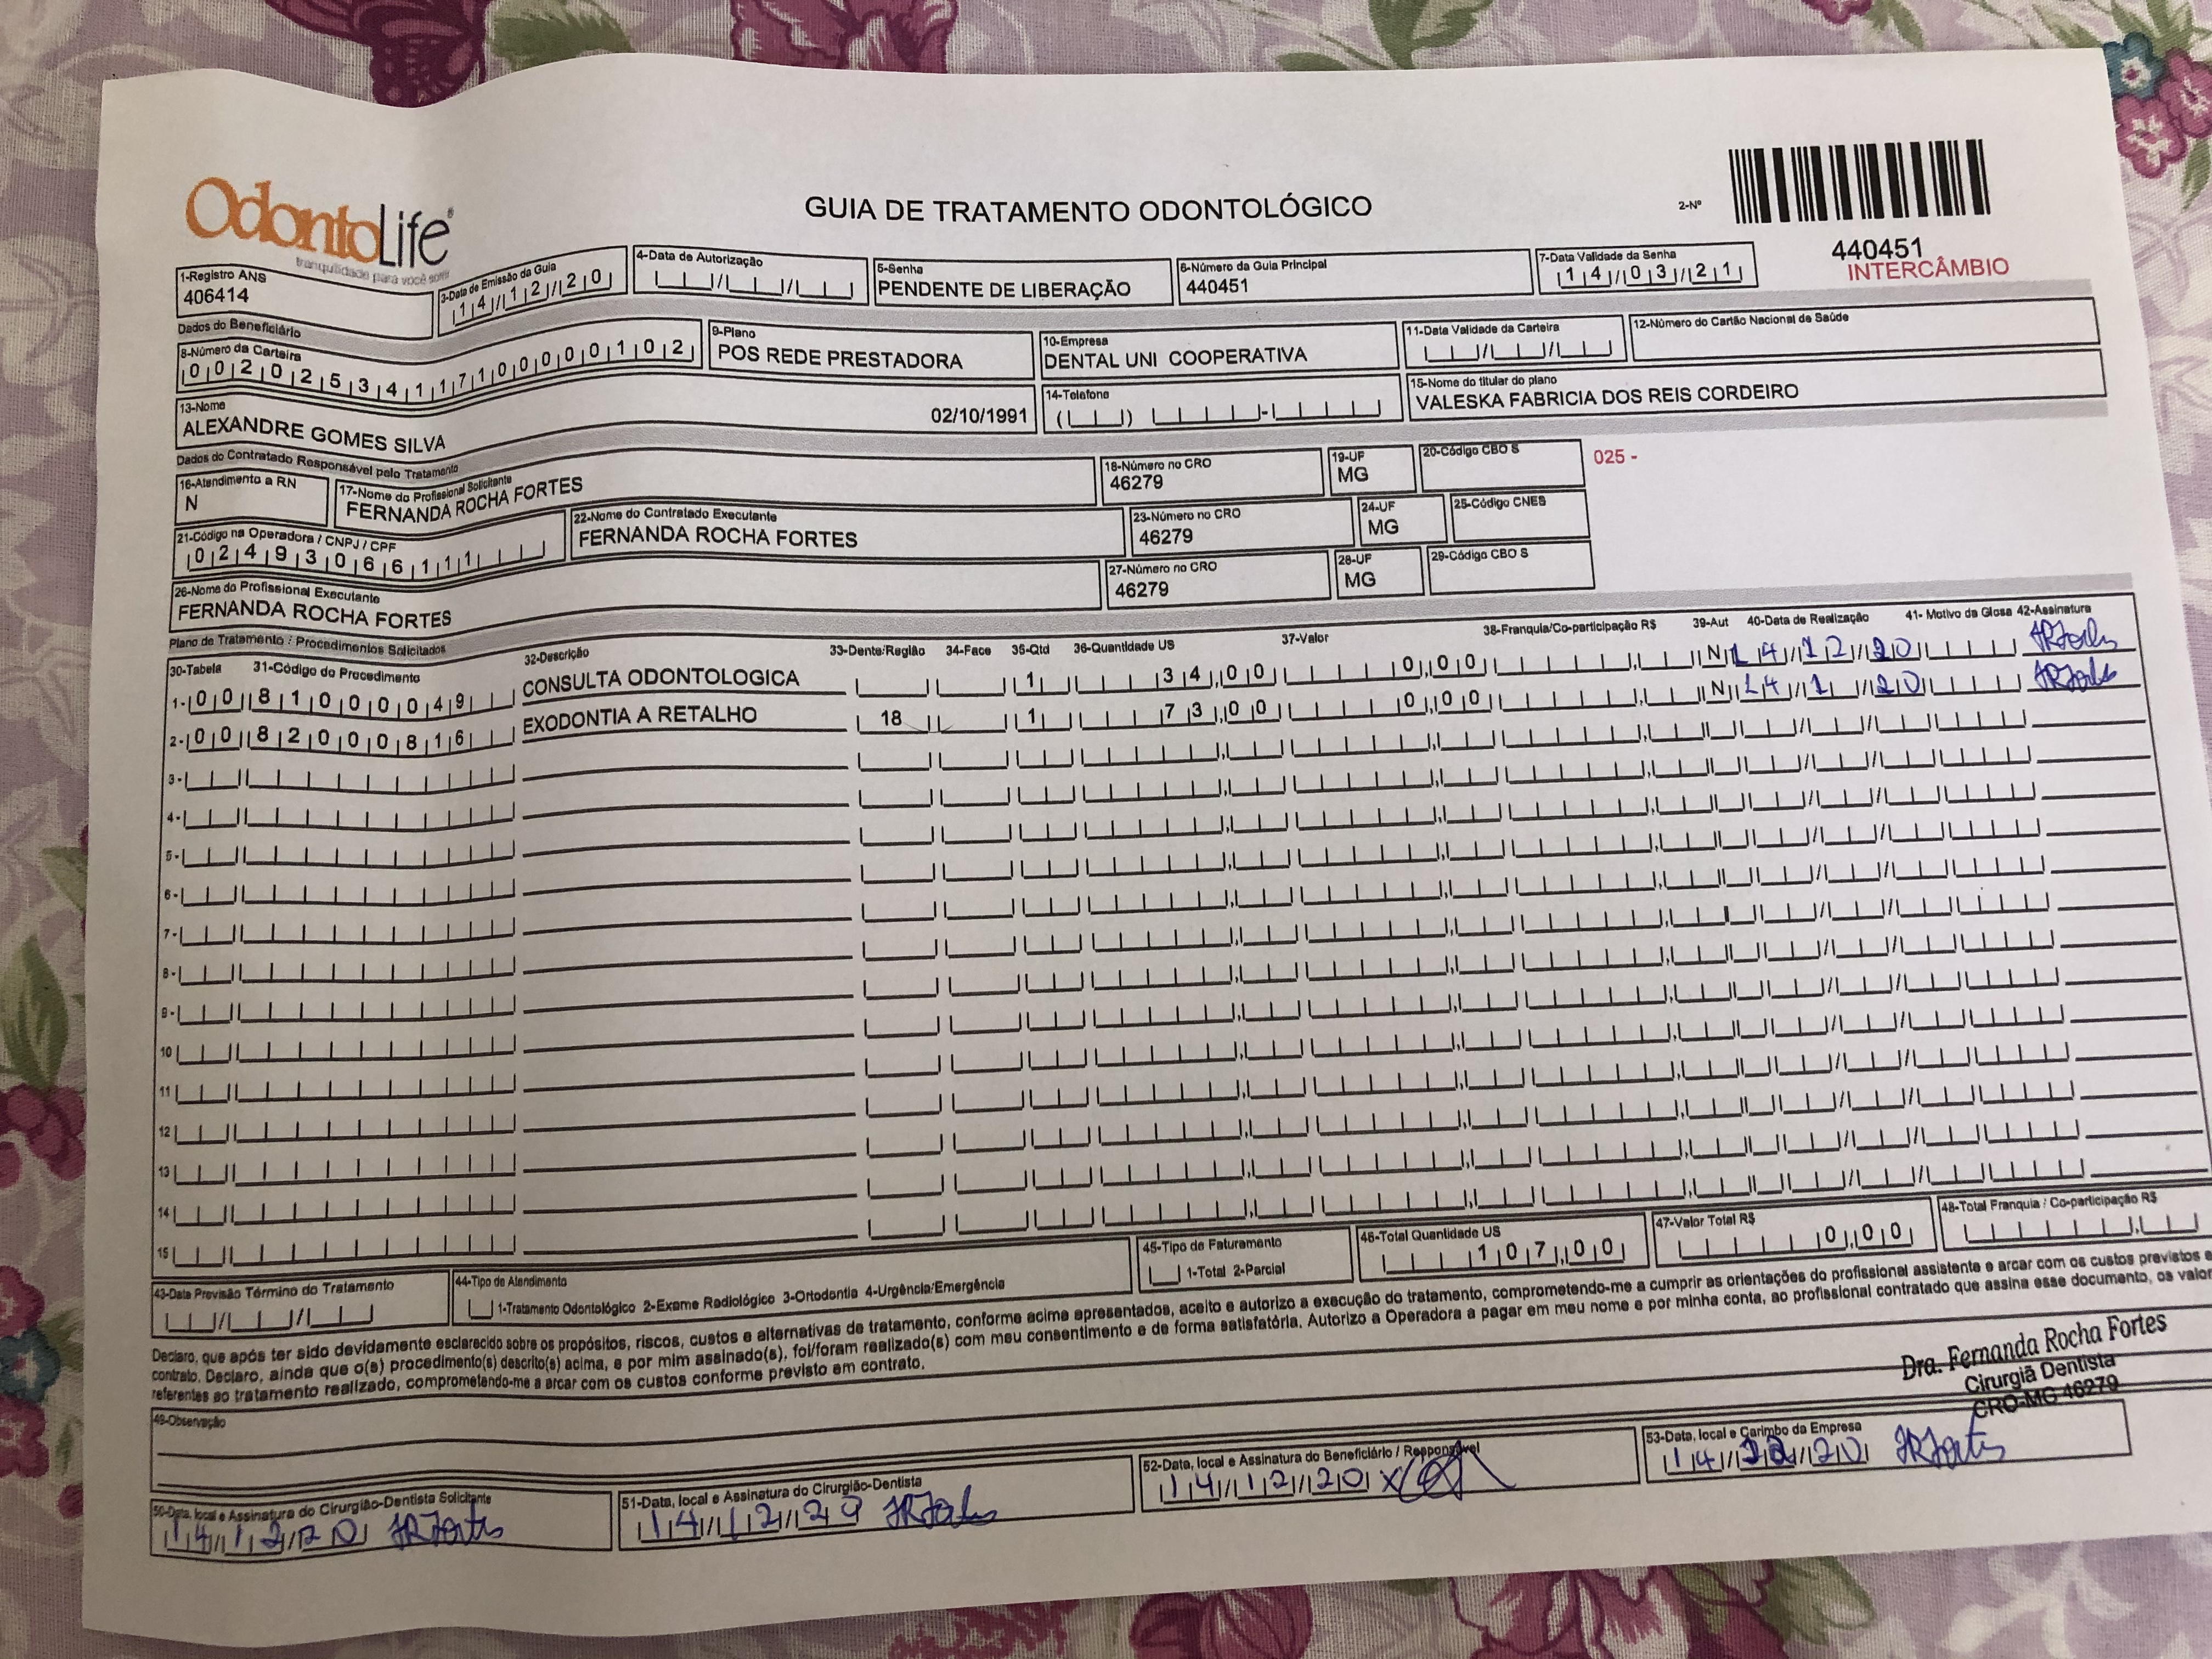 OdontoLife®
tranquilidade para você sorrir
GUIA DE TRATAMENTO ODONTOLÓGICO
2-Nº
440451
INTERCÂMBIO
1-Registro ANS
406414
3-Data de Emissão da Guia
14/12/20
4-Data de Autorização
5-Senha
PENDENTE DE LIBERAÇÃO
6-Número da Guia Principal
440451
7-Data Validade da Senha
14/03/21
Dados do Beneficiário
8-Número da Carteira
00202534117100000102
9-Plano
POS REDE PRESTADORA
10-Empresa
DENTAL UNI COOPERATIVA
11-Data Validade da Carteira
12-Número do Cartão Nacional de Saúde
13-Nome
ALEXANDRE GOMES SILVA 02/10/1991
14-Telefone
15-Nome do titular do plano
VALESKA FABRICIA DOS REIS CORDEIRO
Dados do Contratado Responsável pelo Tratamento
16-Atendimento a RN
N
17-Nome do Profissional Solicitante
FERNANDA ROCHA FORTES
18-Número no CRO
46279
19-UF
MG
20-Código CBO S
025 -
21-Código na Operadora / CNPJ / CPF
02493066111
22-Nome do Contratado Executante
FERNANDA ROCHA FORTES
23-Número no CRO
46279
24-UF
MG
25-Código CNES
26-Nome do Profissional Executante
FERNANDA ROCHA FORTES
27-Número no CRO
46279
28-UF
MG
29-Código CBO S
Plano de Tratamento / Procedimentos Solicitados
30-Tabela 31-Código do Procedimento 32-Descrição 33-Dente/Região 34-Face 35-Qtd 36-Quantidade US 37-Valor 38-Franquia/Co-participação R$ 39-Aut 40-Data de Realização 41- Motivo da Glosa 42-Assinatura
1- 00 81000049 CONSULTA ODONTOLOGICA 1 34,00 0,00 N 14/12/20
2- 00 82000816 EXODONTIA A RETALHO 18 1 73,00 0,00 N 14/1 /20
3-
4-
5-
6-
7-
8-
9-
10
11
12
13
14
15
43-Data Previsão Término do Tratamento
44-Tipo de Atendimento
1-Tratamento Odontológico 2-Exame Radiológico 3-Ortodontia 4-Urgência/Emergência
45-Tipo de Faturamento
1-Total 2-Parcial
46-Total Quantidade US
107,00
47-Valor Total R$
0,00
48-Total Franquia / Co-participação R$
Declaro, que após ter sido devidamente esclarecido sobre os propósitos, riscos, custos e alternativas de tratamento, conforme acima apresentados, aceito e autorizo a execução do tratamento, comprometendo-me a cumprir as orientações do profissional assistente e arcar com os custos previstos e
contrato. Declaro, ainda que o(s) procedimento(s) descrito(s) acima, e por mim assinado(s), foi/foram realizado(s) com meu consentimento e de forma satisfatória. Autorizo a Operadora a pagar em meu nome e por minha conta, ao profissional contratado que assina esse documento, os valor
referentes ao tratamento realizado, comprometendo-me a arcar com os custos conforme previsto em contrato.
Dra. Fernanda Rocha Fortes
Cirurgiã Dentista
CRO-MG 46279
49-Observação
50-Data, local e Assinatura do Cirurgião-Dentista Solicitante
14/12/20
51-Data, local e Assinatura do Cirurgião-Dentista
14/12/20
52-Data, local e Assinatura do Beneficiário / Responsável
14/12/20 X
53-Data, local e Carimbo da Empresa
14/12/20